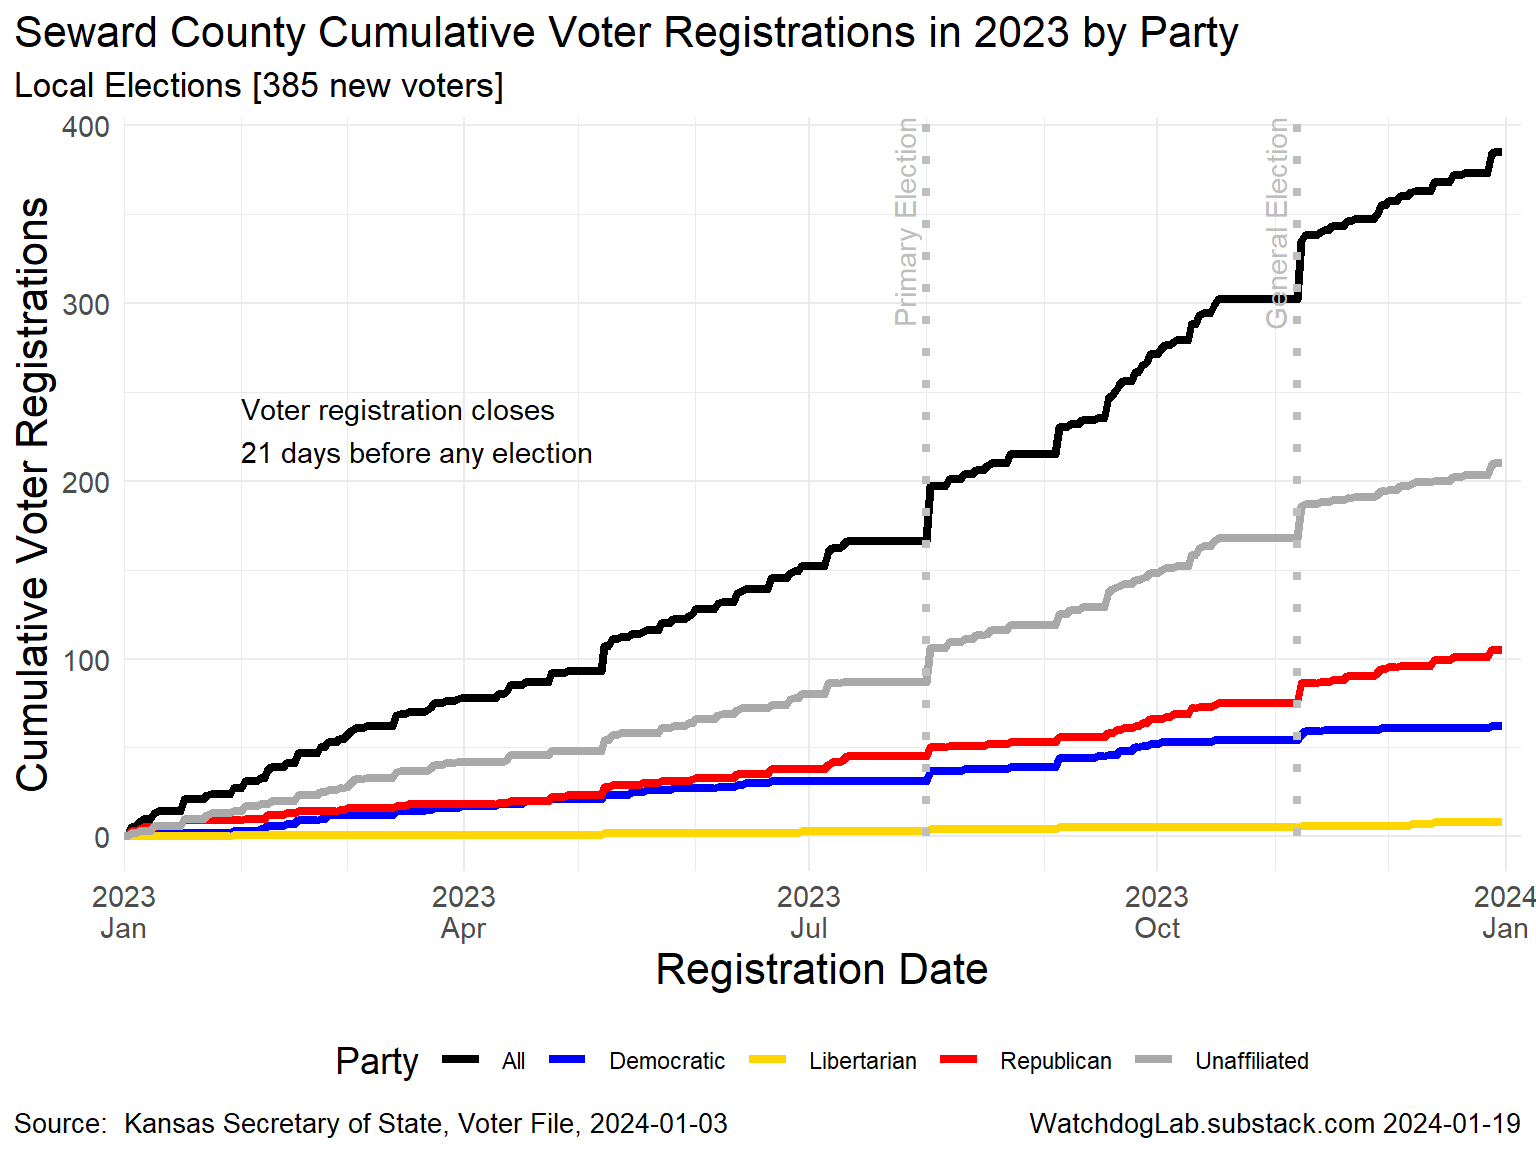 Seward County Cumulative Voter Registrations in 2023 by Party
Local Elections [385 new voters]
Cumulative Voter Registrations
400
300
200
100
0
Primary Election
General Election
Voter registration closes
21 days before any election
2023
Jan
2023
Apr
2023
Jul
2023
Oct
2024
Jan
Registration Date
Party
All
Democratic
Libertarian
Republican
Unaffiliated
Source:  Kansas Secretary of State, Voter File, 2024-01-03
WatchdogLab.substack.com 2024-01-19